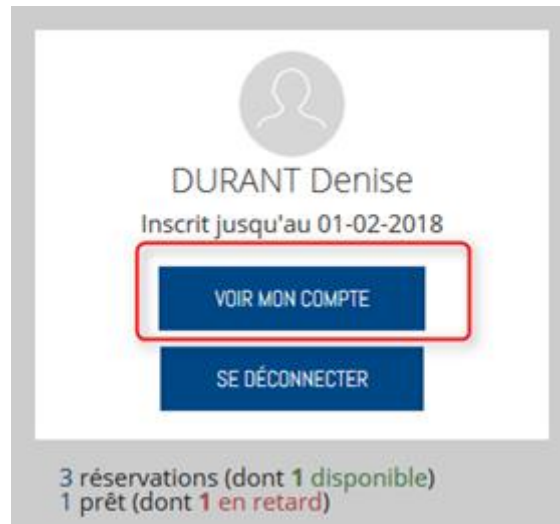 DURANT Denise
Inscrit jusqu'au 01-02-2018
VOIR MON COMPTE
SE DÉCONNECTER
3 réservations (dont 1 disponible)
1 prêt (dont 1 en retard)